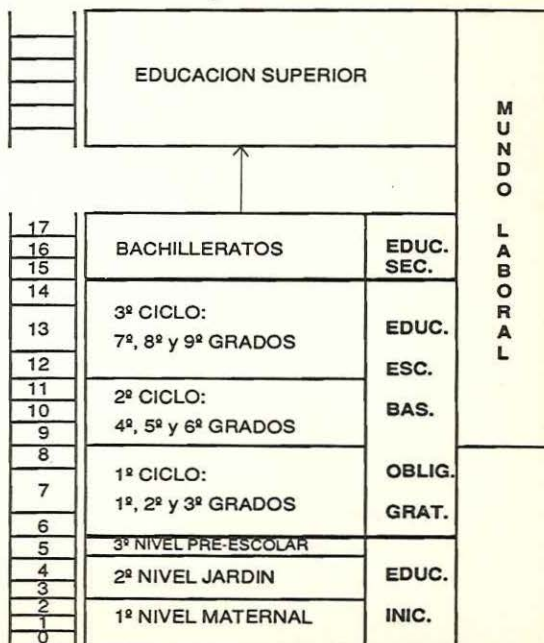 EDUCACION SUPERIOR
MUNDO LABORAL
17
16
15
BACHILLERATOS
EDUC.
SEC.
14
13
12
3º CICLO:
7º, 8º y 9º GRADOS
EDUC.
ESC.
11
10
9
2º CICLO:
4º, 5º y 6º GRADOS
BAS.
8
7
6
1º CICLO:
1º, 2º y 3º GRADOS
OBLIG.
GRAT.
5
3º NIVEL PRE-ESCOLAR
4
3
2º NIVEL JARDIN
EDUC.
2
1
0
1º NIVEL MATERNAL
INIC.